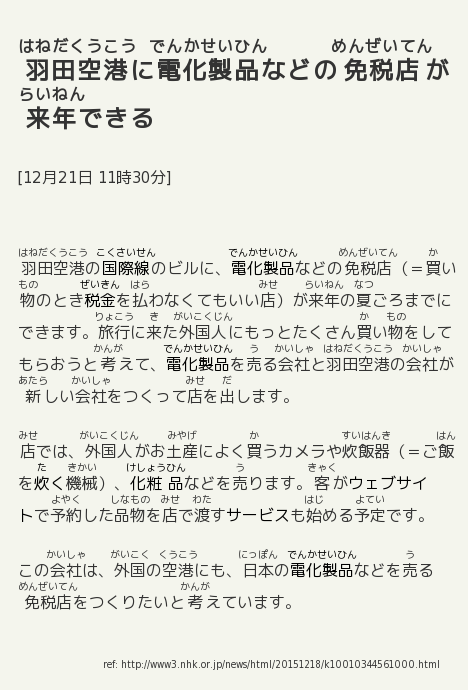 はねだくうこう でんかせいひん めんぜいてん
羽田空港に電化製品などの免税店が
らいねん
来年できる
[12月21日 11時30分]
はねだくうこう こくさいせん でんかせいひん めんぜいてん か
羽田空港の国際線のビルに、電化製品などの免税店（＝買い
もの ぜいきん はら みせ らいねん なつ
物のとき税金を払わなくてもいい店）が来年の夏ごろまでに
りょこう き がいこくじん か もの
できます。旅行に来た外国人にもっとたくさん買い物をして
かんが でんかせいひん う かいしゃ はねだくうこう かいしゃ
もらおうと考えて、電化製品を売る会社と羽田空港の会社が
あたら かいしゃ みせ だ
新しい会社をつくって店を出します。
みせ がいこくじん みやげ か すいはんき はん
店では、外国人がお土産によく買うカメラや炊飯器（＝ご飯
た きかい けしょうひん う きゃく
を炊く機械）、化粧品などを売ります。客がウェブサイ
よやく しなもの みせ わた はじ よてい
トで予約した品物を店で渡すサービスも始める予定です。
かいしゃ がいこく くうこう にっぽん でんかせいひん う
この会社は、外国の空港にも、日本の電化製品などを売る
めんぜいてん かんが
免税店をつくりたいと考えています。
ref: http://www3.nhk.or.jp/news/html/20151218/k10010344561000.html